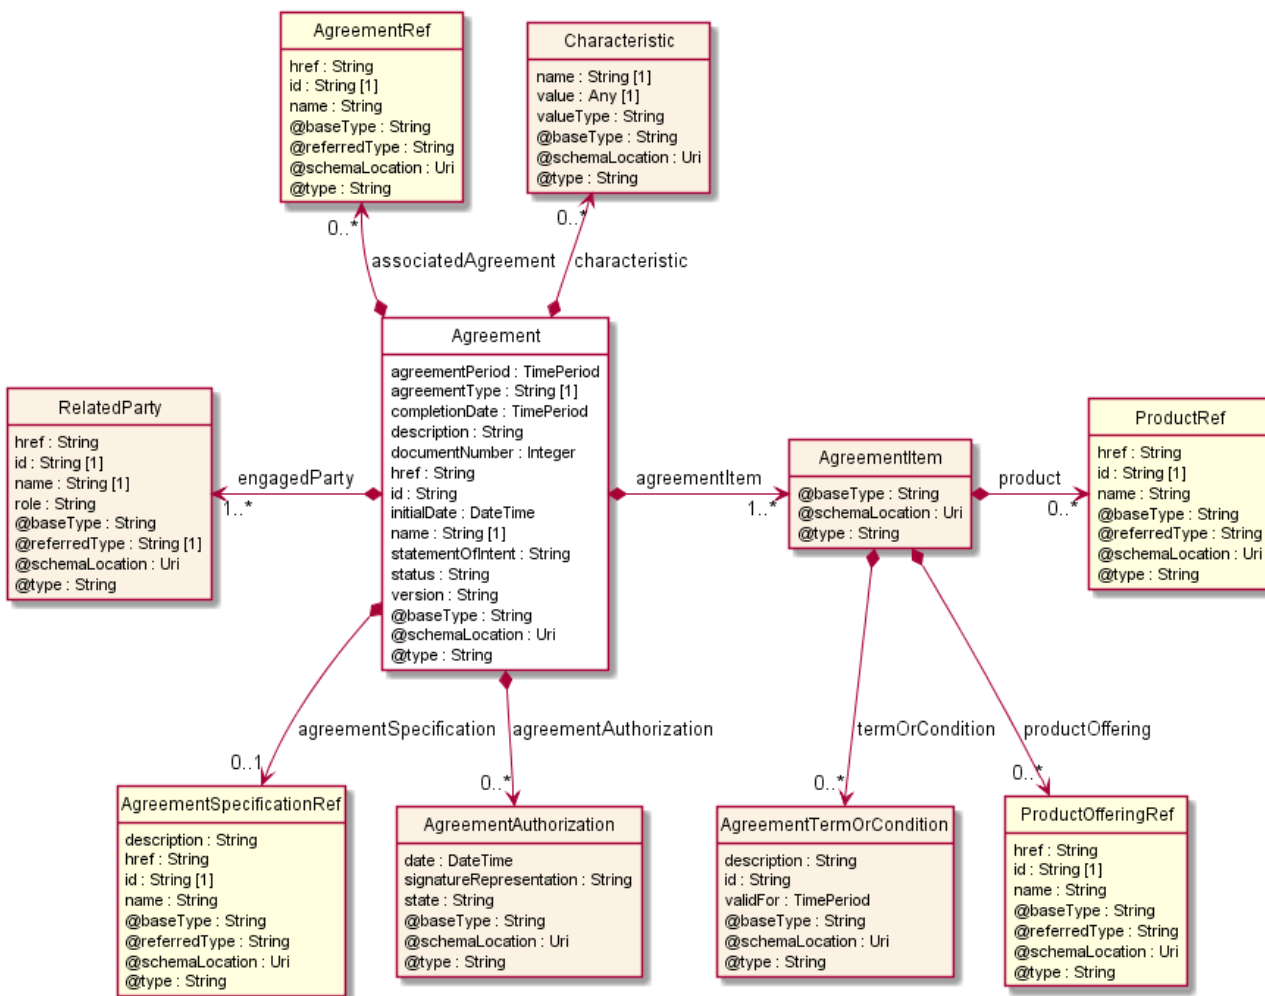 AgreementRef
href : String
id : String [1]
name : String
@baseType : String
@referredType : String
@schemaLocation : Uri
@type : String
Characteristic
name : String [1]
value : Any [1]
valueType : String
@baseType : String
@schemaLocation : Uri
@type : String
0..*
0..*
associatedAgreement
characteristic
Agreement
agreementPeriod : TimePeriod
agreementType : String [1]
completionDate : TimePeriod
description : String
documentNumber : Integer
href : String
id : String
initialDate : DateTime
name : String [1]
statementOfIntent : String
status : String
version : String
@baseType : String
@schemaLocation : Uri
@type : String
RelatedParty
href : String
id : String [1]
name : String [1]
role : String
@baseType : String
@referredType : String [1]
@schemaLocation : Uri
@type : String
engagedParty
1..*
agreementItem
1..*
AgreementItem
@baseType : String
@schemaLocation : Uri
@type : String
product
0..*
ProductRef
href : String
id : String [1]
name : String
@baseType : String
@referredType : String
@schemaLocation : Uri
@type : String
agreementSpecification
0..1
agreementAuthorization
0..*
termOrCondition
0..*
productOffering
0..*
AgreementSpecificationRef
description : String
href : String
id : String [1]
name : String
@baseType : String
@referredType : String
@schemaLocation : Uri
@type : String
AgreementAuthorization
date : DateTime
signatureRepresentation : String
state : String
@baseType : String
@schemaLocation : Uri
@type : String
AgreementTermOrCondition
description : String
id : String
validFor : TimePeriod
@baseType : String
@schemaLocation : Uri
@type : String
ProductOfferingRef
href : String
id : String [1]
name : String
@baseType : String
@referredType : String
@schemaLocation : Uri
@type : String